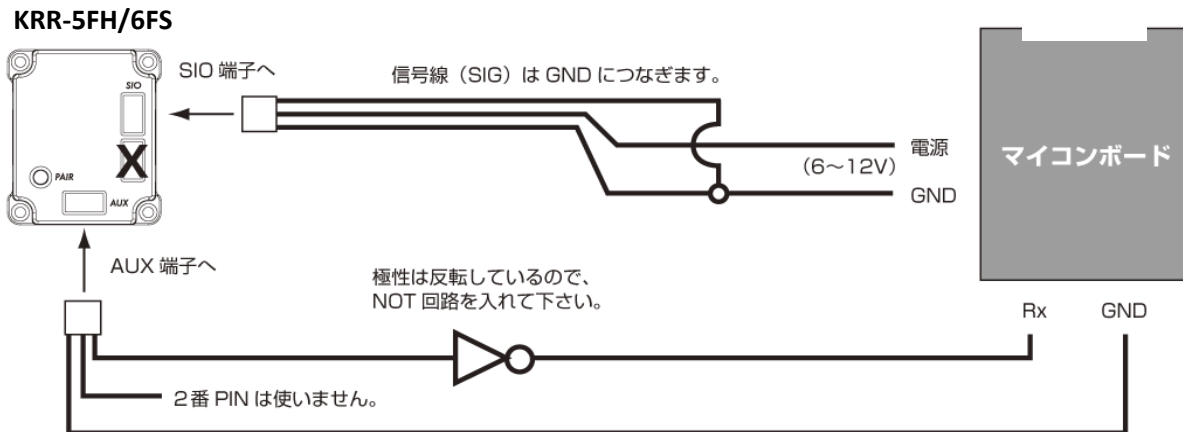 KRR-5FH/6FS
SIO 端子へ
信号線（SIG）は GND につなぎます。
SIO
X
PAIR
AUX
電源
(6～12V)
GND
マイコンボード
AUX 端子へ
極性は反転しているので、
NOT 回路を入れて下さい。
Rx
GND
2番 PIN は使いません。